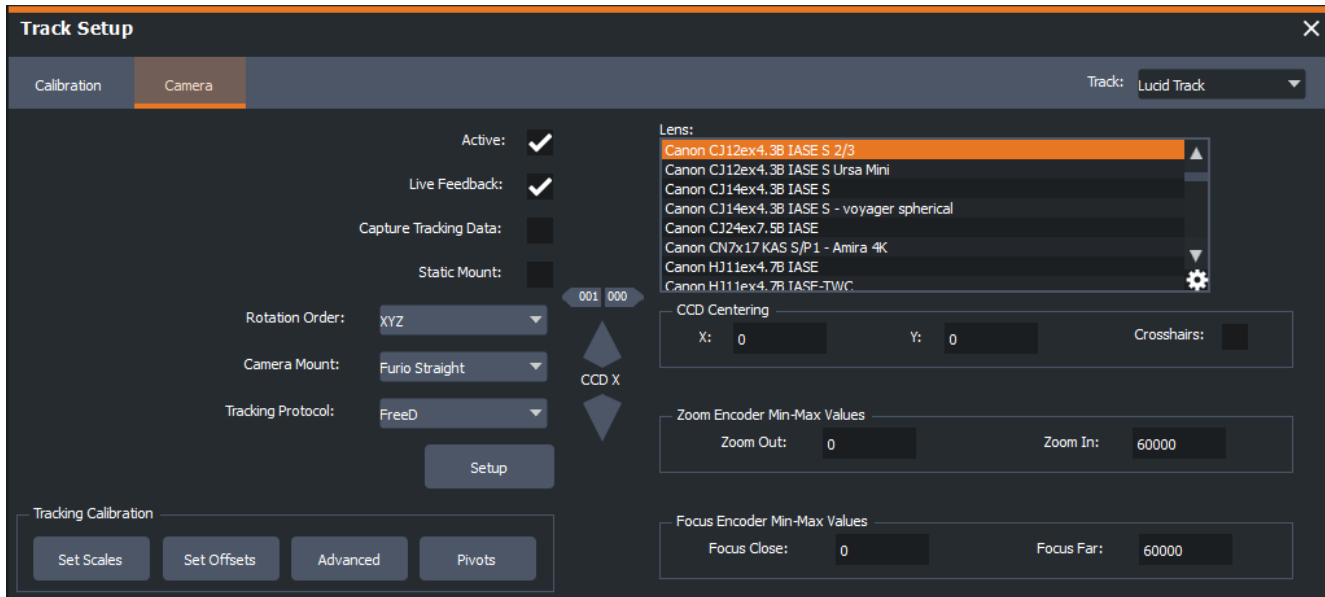 Track Setup
Calibration
Camera
Track:
Lucid Track
Active:
Live Feedback:
Capture Tracking Data:
Static Mount:
Rotation Order:
XYZ
Camera Mount:
Furio Straight
Tracking Protocol:
FreeD
Setup
Tracking Calibration
Set Scales
Set Offsets
Advanced
Pivots
001 000
CCD X
Lens:
Canon CJ12ex4.3B IASE S 2/3
Canon CJ12ex4.3B IASE S Ursa Mini
Canon CJ14ex4.3B IASE S
Canon CJ14ex4.3B IASE S - voyager spherical
Canon CJ24ex7.5B IASE
Canon CN7x17 KAS S/P1 - Amira 4K
Canon HJ11ex4.7B IASE
Canon HJ11ex4.7B IASE-TWC
CCD Centering
X: 0
Y: 0
Crosshairs:
Zoom Encoder Min-Max Values
Zoom Out: 0
Zoom In: 60000
Focus Encoder Min-Max Values
Focus Close: 0
Focus Far: 60000